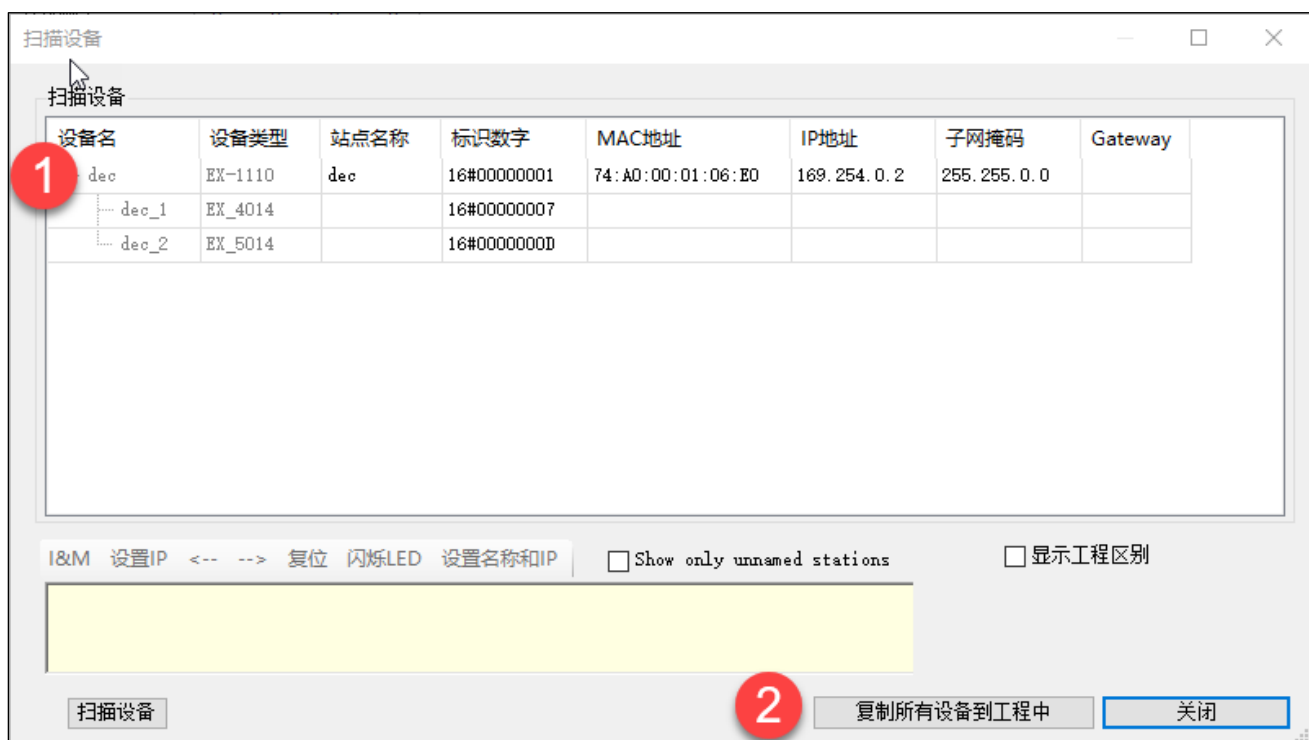 扫描设备
扫描设备
设备名 设备类型 站点名称 标识数字 MAC地址 IP地址 子网掩码 Gateway
1 dec EX-1110 dec 16#00000001 74:A0:00:01:06:E0 169.254.0.2 255.255.0.0
dec_1 EX_4014 16#00000007
dec_2 EX_5014 16#0000000D
I&M 设置IP <-- --> 复位 闪烁LED 设置名称和IP Show only unnamed stations 显示工程区别
扫描设备 2 复制所有设备到工程中 关闭